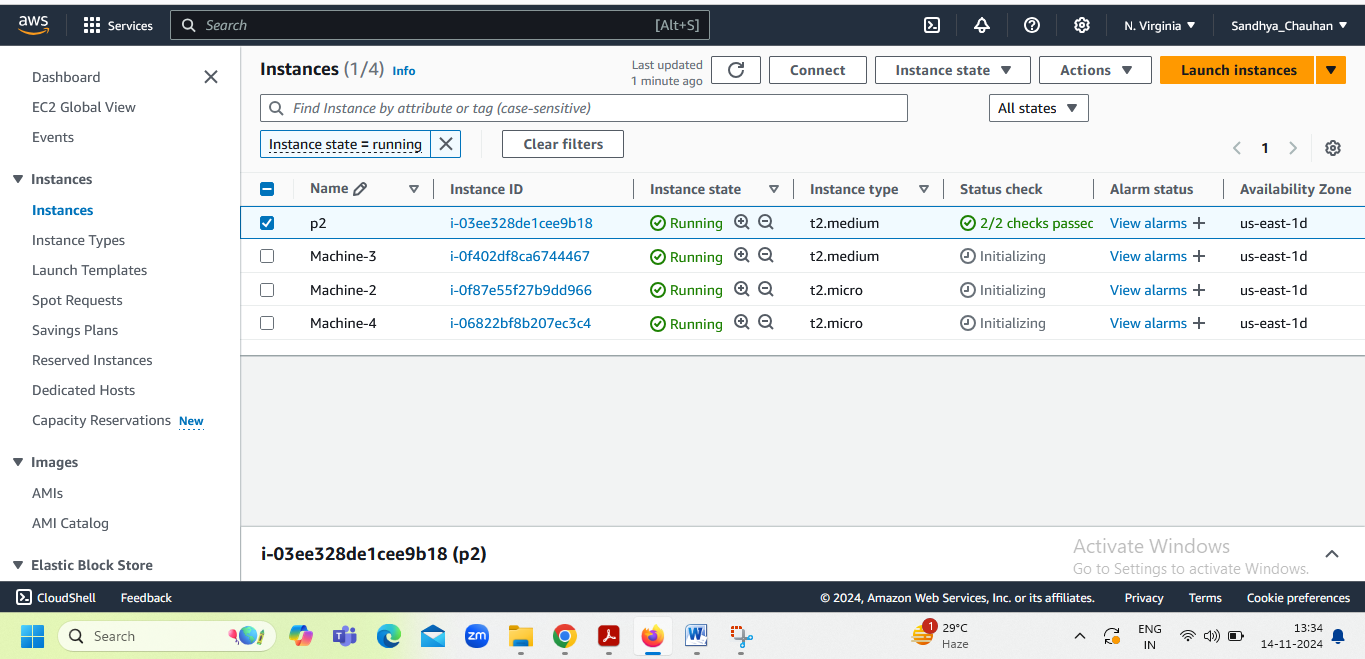 aws Services Search [Alt+S] N. Virginia Sandhya_Chauhan
Dashboard
EC2 Global View
Events
Instances
Instances
Instance Types
Launch Templates
Spot Requests
Savings Plans
Reserved Instances
Dedicated Hosts
Capacity Reservations New
Images
AMIs
AMI Catalog
Elastic Block Store
Instances (1/4) Info
Last updated
1 minute ago
Connect Instance state Actions Launch instances
Find Instance by attribute or tag (case-sensitive) All states
Instance state = running Clear filters
1
Name Instance ID Instance state Instance type Status check Alarm status Availability Zone
p2 i-03ee328de1cee9b18 Running t2.medium 2/2 checks passec View alarms us-east-1d
Machine-3 i-0f402df8ca6744467 Running t2.medium Initializing View alarms us-east-1d
Machine-2 i-0f87e55f27b9dd966 Running t2.micro Initializing View alarms us-east-1d
Machine-4 i-06822bf8b207ec3c4 Running t2.micro Initializing View alarms us-east-1d
i-03ee328de1cee9b18 (p2)
Activate Windows
Go to Settings to activate Windows.
CloudShell Feedback © 2024, Amazon Web Services, Inc. or its affiliates. Privacy Terms Cookie preferences
Search
zm
W
1
29°C
Haze
ENG
IN
13:34
14-11-2024